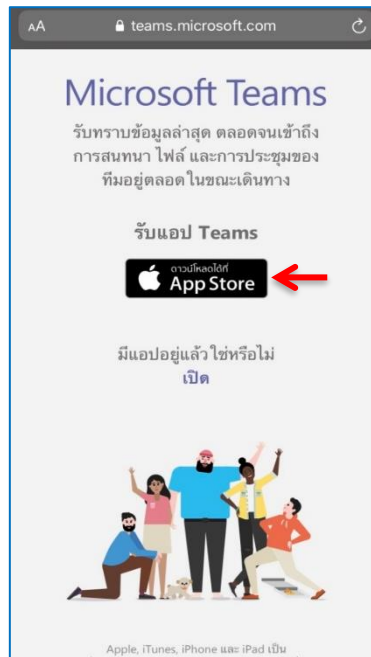 AA teams.microsoft.com
Microsoft Teams
รับทราบข้อมูลล่าสุด ตลอดจนเข้าถึง
การสนทนา ไฟล์ และการประชุมของ
ทีมอยู่ตลอดในขณะเดินทาง
รับแอป Teams
ดาวน์โหลดได้ที่
App Store
มีแอปอยู่แล้วใช่หรือไม่
เปิด
Apple, iTunes, iPhone และ iPad เป็น